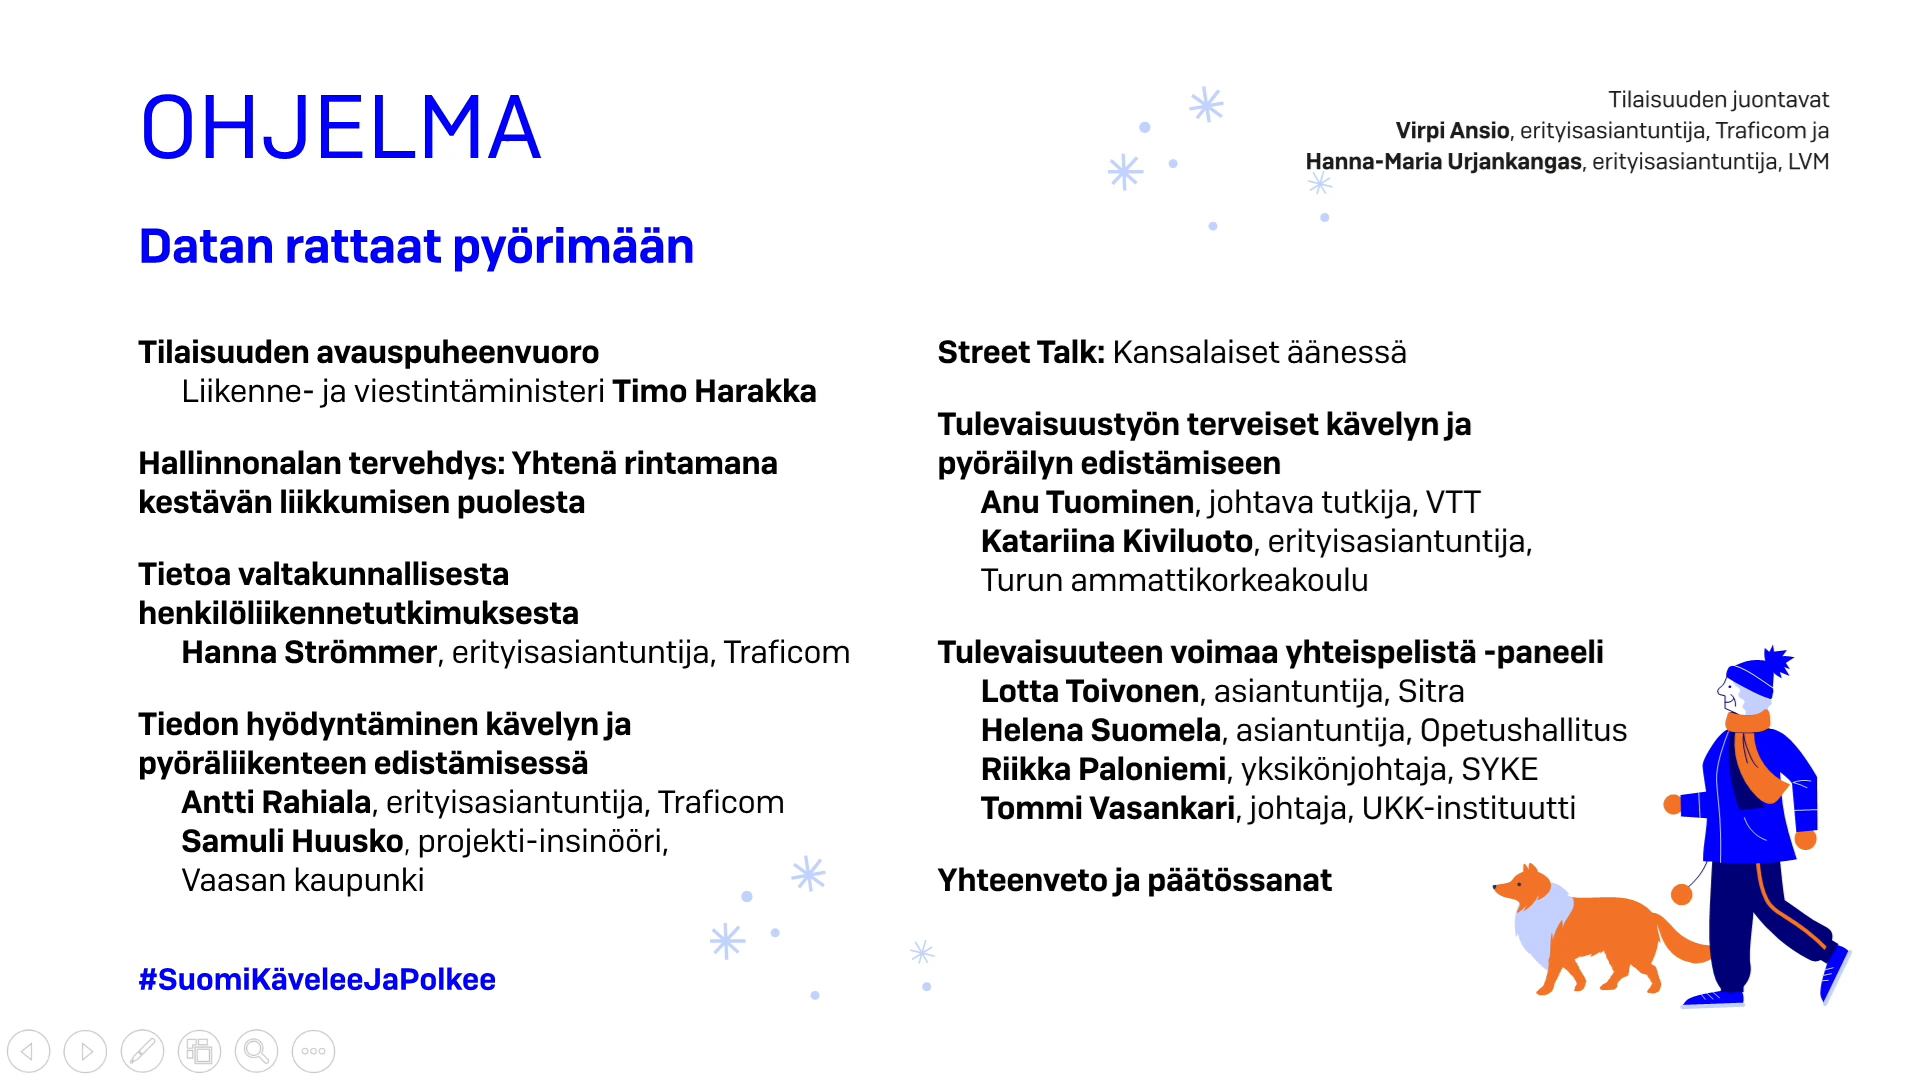 OHJELMA
Tilaisuuden juontavat
Virpi Ansio, erityisasiantuntija, Traficom ja
Hanna-Maria Urjankangas, erityisasiantuntija, LVM
Datan rattaat pyörimään
Tilaisuuden avauspuheenvuoro
Liikenne- ja viestintäministeri Timo Harakka
Hallinnonalan tervehdys: Yhtenä rintamana
kestävän liikkumisen puolesta
Tietoa valtakunnallisesta
henkilöliikennetutkimuksesta
Hanna Strömmer, erityisasiantuntija, Traficom
Tiedon hyödyntäminen kävelyn ja
pyöräliikenteen edistämisessä
Antti Rahiala, erityisasiantuntija, Traficom
Samuli Huusko, projekti-insinööri,
Vaasan kaupunki
Street Talk: Kansalaiset äänessä
Tulevaisuustyön terveiset kävelyn ja
pyöräilyn edistämiseen
Anu Tuominen, johtava tutkija, VTT
Katariina Kiviluoto, erityisasiantuntija,
Turun ammattikorkeakoulu
Tulevaisuuteen voimaa yhteispelistä -paneeli
Lotta Toivonen, asiantuntija, Sitra
Helena Suomela, asiantuntija, Opetushallitus
Riikka Paloniemi, yksikönjohtaja, SYKE
Tommi Vasankari, johtaja, UKK-instituutti
Yhteenveto ja päätössanat
#SuomiKäveleeJaPolkee